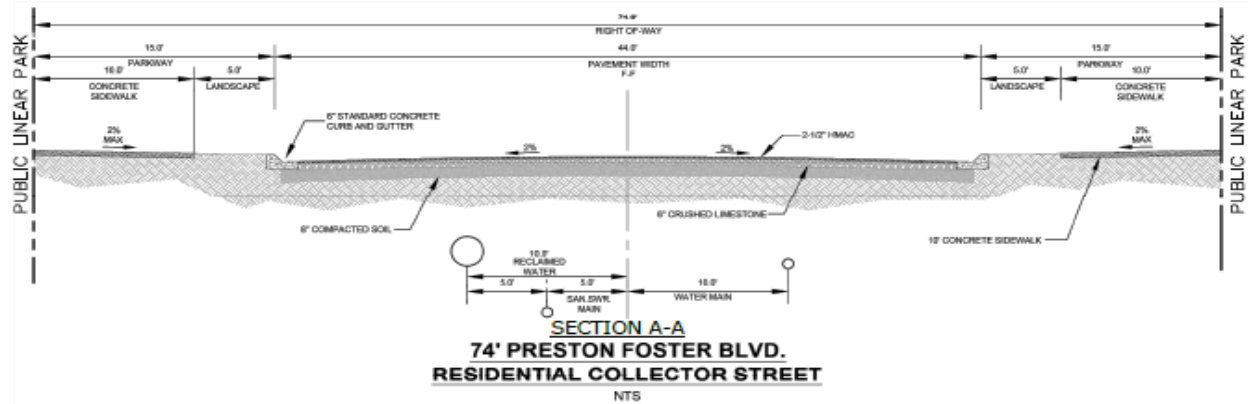 74.0'
RIGHT OF-WAY
15.0'
PARKWAY
44.0'
PAVEMENT WIDTH
F-F
15.0'
PARKWAY
10.0'
CONCRETE
SIDEWALK
5.0'
LANDSCAPE
5.0'
LANDSCAPE
10.0'
CONCRETE
SIDEWALK
PUBLIC LINEAR PARK
PUBLIC LINEAR PARK
2%
MAX
6" STANDARD CONCRETE
CURB AND GUTTER
2%
2%
2-1/2" HMAC
2%
MAX
8" COMPACTED SOIL
6" CRUSHED LIMESTONE
10' CONCRETE SIDEWALK
10.0'
RECLAIMED
WATER
5.0'
5.0'
SAN.SWR.
MAIN
10.0'
WATER MAIN
SECTION A-A
74' PRESTON FOSTER BLVD.
RESIDENTIAL COLLECTOR STREET
NTS